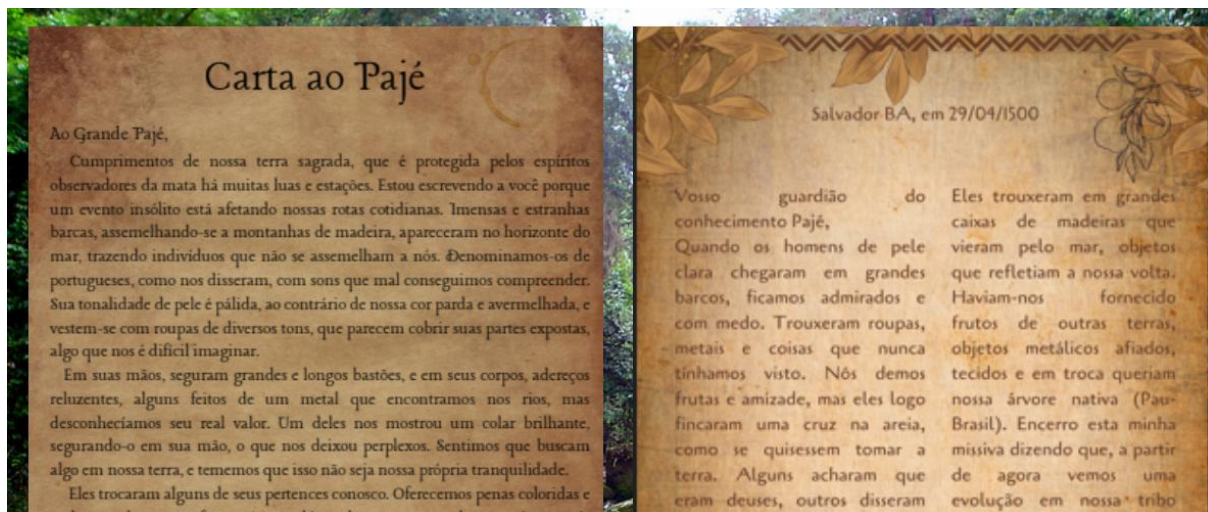 Carta ao Pajé
Ao Grande Pajé,
Cumprimentos de nossa terra sagrada, que é protegida pelos espíritos
observadores da mata há muitas luas e estações. Estou escrevendo a você porque
um evento insólito está afetando nossas rotas cotidianas. Imensas e estranhas
barcas, assemelhando-se a montanhas de madeira, apareceram no horizonte do
mar, trazendo indivíduos que não se assemelham a nós. Denominamos-os de
portugueses, como nos disseram, com sons que mal conseguimos compreender.
Sua tonalidade de pele é pálida, ao contrário de nossa cor parda e avermelhada, e
vestem-se com roupas de diversos tons, que parecem cobrir suas partes expostas,
algo que nos é difícil imaginar.
Em suas mãos, seguram grandes e longos bastões, e em seus corpos, adereços
reluzentes, alguns feitos de um metal que encontramos nos rios, mas
desconhecíamos seu real valor. Um deles nos mostrou um colar brilhante,
segurando-o em sua mão, o que nos deixou perplexos. Sentimos que buscam
algo em nossa terra, e tememos que isso não seja nossa própria tranquilidade.
Eles trocaram alguns de seus pertences conosco. Oferecemos penas coloridas e
Salvador BA, em 29/04/1500
Vosso guardião do
conhecimento Pajé,
Quando os homens de pele
clara chegaram em grandes
barcos, ficamos admirados e
com medo. Trouxeram roupas,
metais e coisas que nunca
tínhamos visto. Nós demos
frutas e amizade, mas eles logo
fincaram uma cruz na areia,
como se quisessem tomar a
terra. Alguns acharam que
eram deuses, outros disseram
Eles trouxeram em grandes
caixas de madeiras que
vieram pelo mar, objetos
que refletiam a nossa volta.
Haviam-nos fornecido
frutos de outras terras,
objetos metálicos afiados,
tecidos e em troca queriam
nossa árvore nativa (Pau-
Brasil). Encerro esta minha
missiva dizendo que, a partir
de agora vemos uma
evolução em nossa tribo